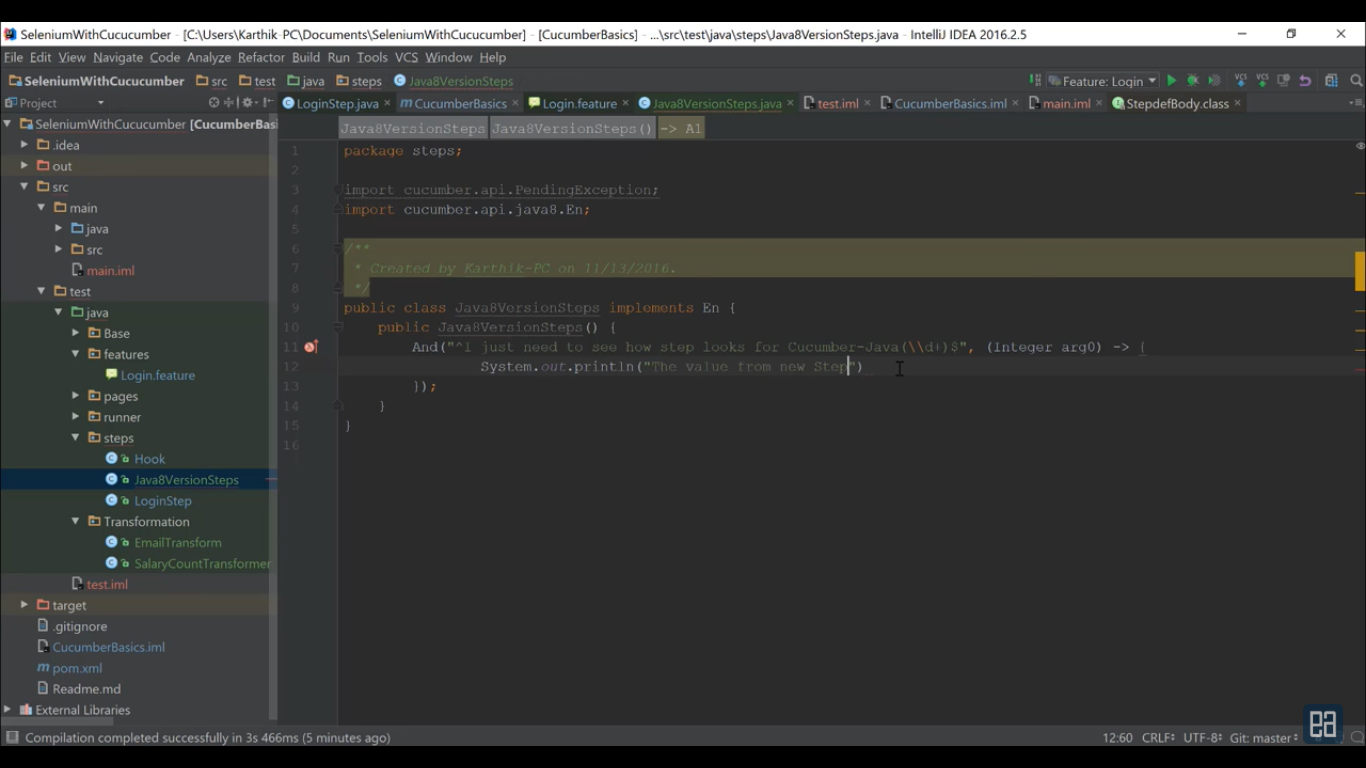 SeleniumWithCucucumber - [C:\Users\Karthik-PC\Documents\SeleniumWithCucucumber] - [CucumberBasics] - ...\src\test\java\steps\Java8VersionSteps.java - IntelliJ IDEA 2016.2.5
File Edit View Navigate Code Analyze Refactor Build Run Tools VCS Window Help
SeleniumWithCucucumber src test java steps Java8VersionSteps Feature: Login VCS VCS
Project LoginStep.java CucumberBasics Login.feature Java8VersionSteps.java test.iml CucumberBasics.iml main.iml StepdefBody.class
SeleniumWithCucucumber [CucumberBasi
.idea
out
src
main
java
src
main.iml
test
java
Base
features
Login.feature
pages
runner
steps
Hook
Java8VersionSteps
LoginStep
Transformation
EmailTransform
SalaryCountTransformer
test.iml
target
.gitignore
CucumberBasics.iml
pom.xml
Readme.md
External Libraries
Java8VersionSteps Java8VersionSteps() -> A1
1 package steps;
2
3 import cucumber.api.PendingException;
4 import cucumber.api.java8.En;
5
6 /**
7 * Created by Karthik-PC on 11/13/2016.
8 */
9 public class Java8VersionSteps implements En {
10 public Java8VersionSteps() {
11 And("^I just need to see how step looks for Cucumber-Java(\\d+)$", (Integer arg0) -> {
12 System.out.println("The value from new Step")
13 });
14 }
15 }
16
Compilation completed successfully in 3s 466ms (5 minutes ago) 12:60 CRLF UTF-8 Git: master
ea